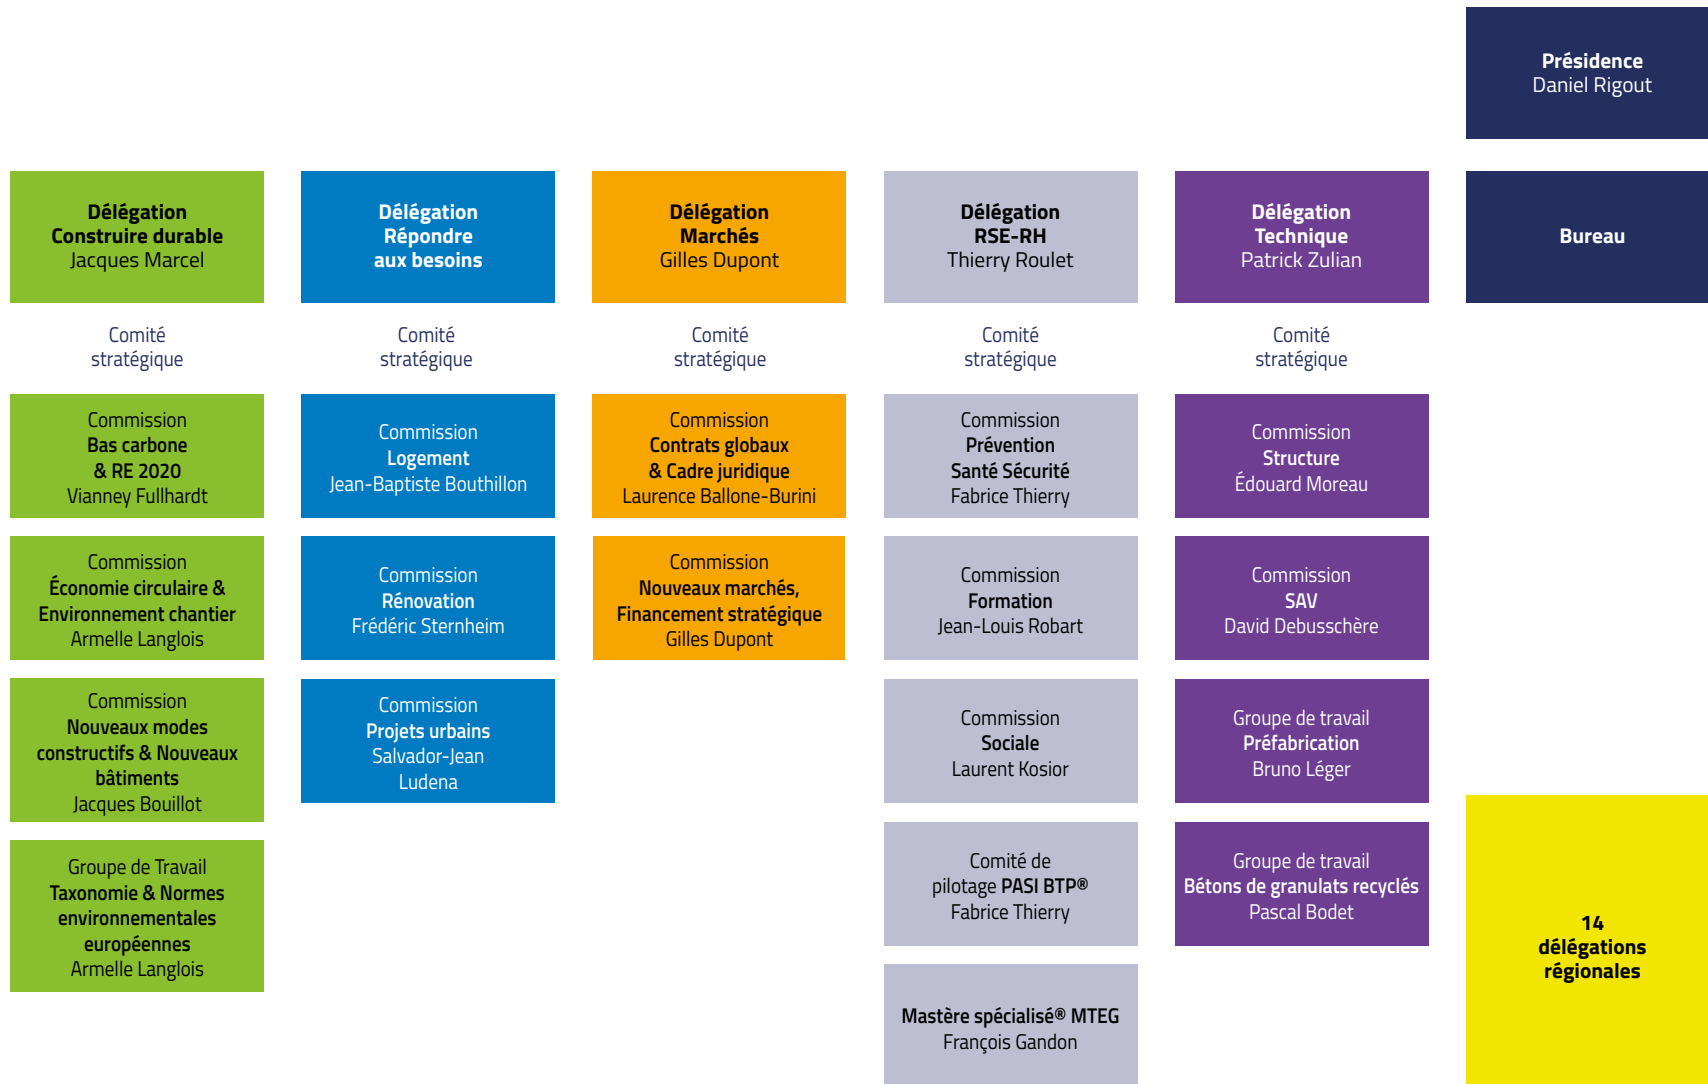 Présidence
Daniel Rigout
Délégation
Construire durable
Jacques Marcel
Délégation
Répondre
aux besoins
Délégation
Marchés
Gilles Dupont
Délégation
RSE-RH
Thierry Roulet
Délégation
Technique
Patrick Zulian
Bureau
Comité
stratégique
Comité
stratégique
Comité
stratégique
Comité
stratégique
Comité
stratégique
Commission
Bas carbone
& RE 2020
Vianney Fullhardt
Commission
Logement
Jean-Baptiste Bouthillon
Commission
Contrats globaux
& Cadre juridique
Laurence Ballone-Burini
Commission
Prévention
Santé Sécurité
Fabrice Thierry
Commission
Structure
Édouard Moreau
Commission
Économie circulaire &
Environnement chantier
Armelle Langlois
Commission
Rénovation
Frédéric Sternheim
Commission
Nouveaux marchés,
Financement stratégique
Gilles Dupont
Commission
Formation
Jean-Louis Robart
Commission
SAV
David Debusschère
Commission
Nouveaux modes
constructifs & Nouveaux
bâtiments
Jacques Bouillot
Commission
Projets urbains
Salvador-Jean
Ludena
Commission
Sociale
Laurent Kosior
Groupe de travail
Préfabrication
Bruno Léger
Groupe de Travail
Taxonomie & Normes
environnementales
européennes
Armelle Langlois
Comité de
pilotage PASI BTP®
Fabrice Thierry
Groupe de travail
Bétons de granulats recyclés
Pascal Bodet
14
délégations
régionales
Mastère spécialisé® MTEG
François Gandon